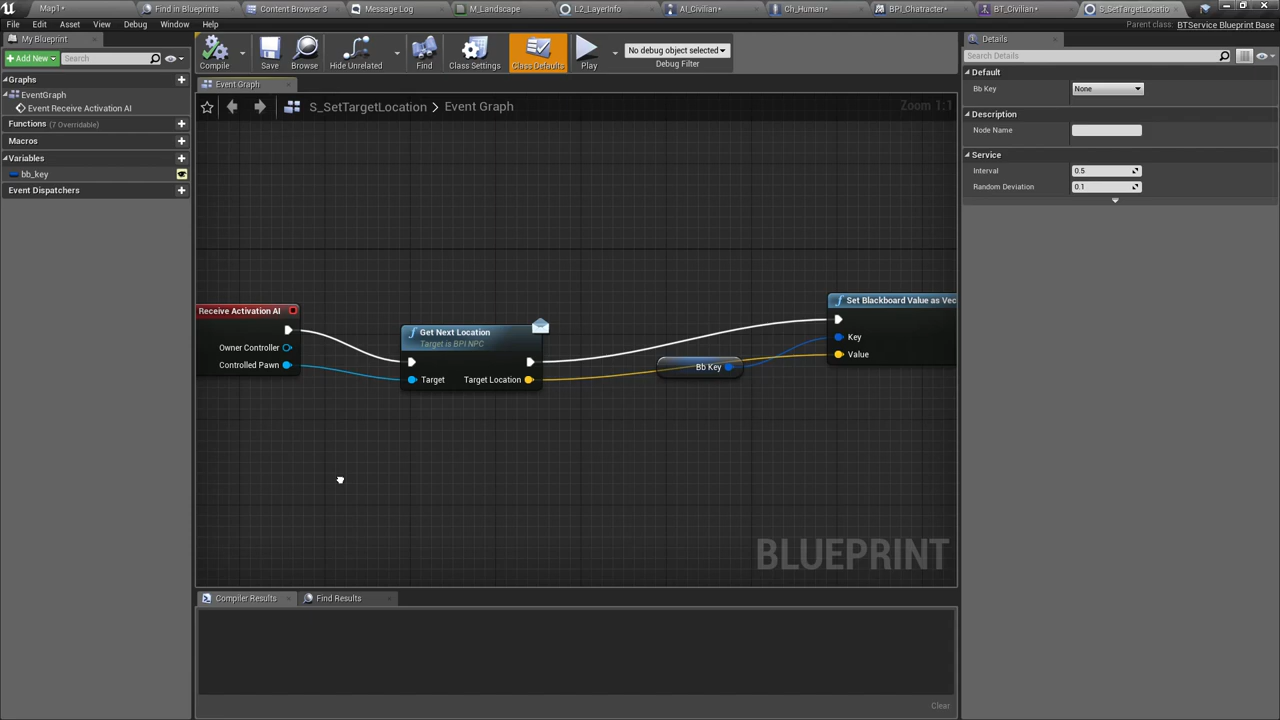 Map1*
Find in Blueprints
Content Browser 3
Message Log
M_Landscape
L2_LayerInfo
AI_Civilian*
Ch_Human*
BPI_Chatracter*
BT_Civilian*
S_SetTargetLocatio
File Edit Asset View Debug Window Help
Parent class: BTService Blueprint Base
My Blueprint
Add New Search
Compile Save Browse Hide Unrelated Find Class Settings Class Defaults Play
No debug object selected
Debug Filter
Details
Search Details
Graphs
EventGraph
Event Receive Activation AI
Functions (7 Overridable)
Macros
Variables
bb_key
Event Dispatchers
Event Graph
S_SetTargetLocation > Event Graph
Zoom 1:1
Receive Activation AI
Owner Controller
Controlled Pawn
Get Next Location
Target is BPI NPC
Target Target Location
Bb Key
Set Blackboard Value as Vec
Key
Value
BLUEPRINT
Default
Bb Key None
Description
Node Name
Service
Interval 0.5
Random Deviation 0.1
Compiler Results
Find Results
Clear